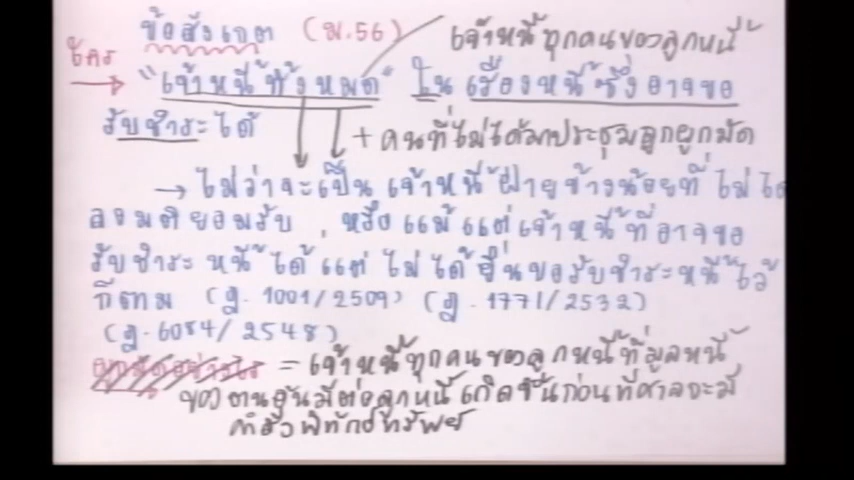 ข้อสังเกต (ม.56) เจ้าหนี้ทุกคนของลูกหนี้
ใคร
→ "เจ้าหนี้ทั้งหมด" ใน เรื่องหนี้ ซึ่งอาจขอ
รับชำระได้ + คนที่ไม่ได้มาประชุมถูกผูกมัด
→ ไม่ว่าจะเป็น เจ้าหนี้ ฝ่ายข้างน้อยที่ ไม่ได้
ลงมติยอมรับ , หรือ แม้แต่เจ้าหนี้ที่อาจขอ
รับชำระ หนี้ ได้ แต่ ไม่ได้ ยื่นขอรับชำระหนี้ ไว้
ก็ตาม (ฎ. 1001/2509) (ฎ. 1771/2532)
(ฎ. 6084/2548)
= เจ้าหนี้ทุกคนของลูกหนี้ที่มูลหนี้
ของตนอันมีต่อลูกหนี้เกิดขึ้นก่อนที่ศาลจะมี
คำสั่งพิทักษ์ทรัพย์